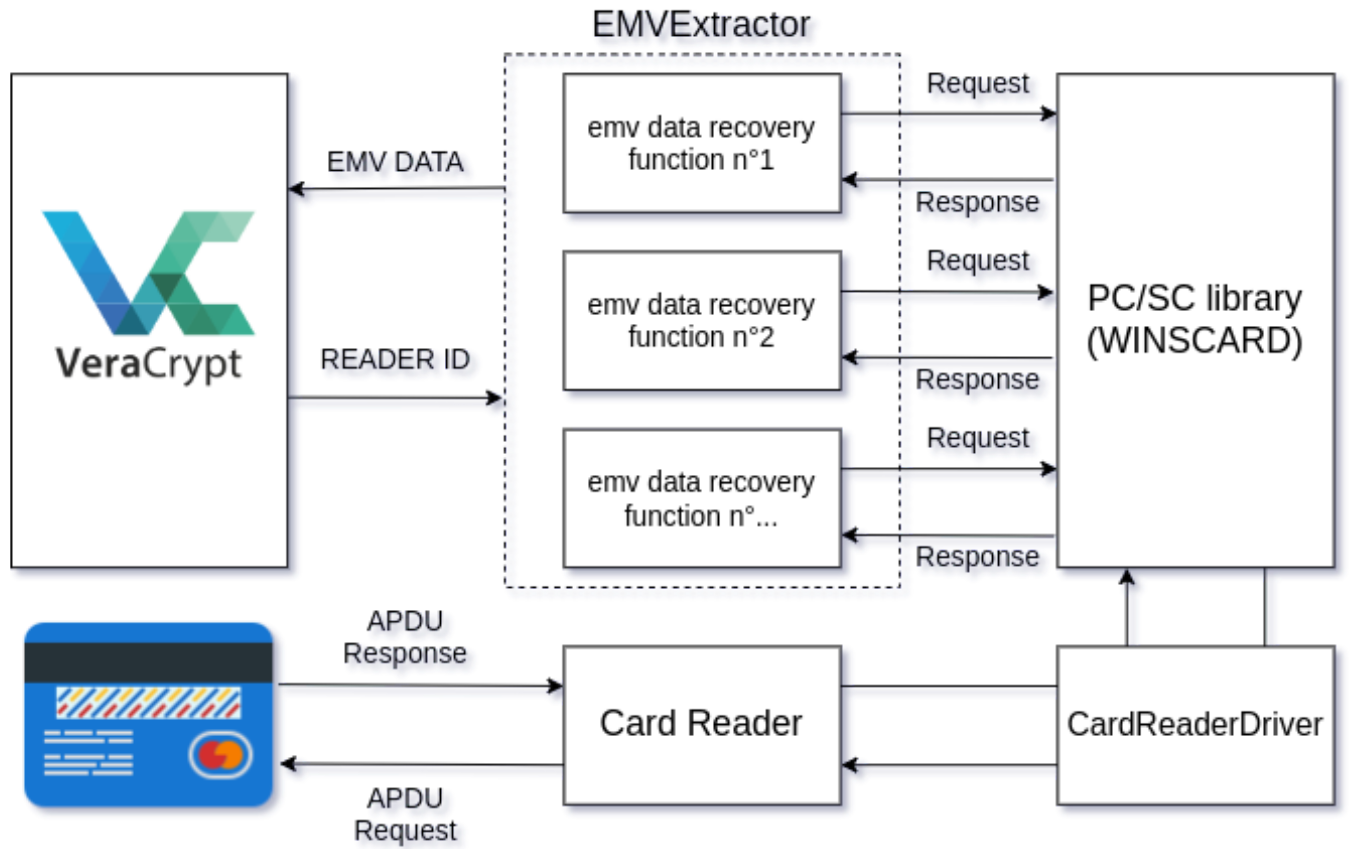 EMVExtractor
emv data recovery
function n°1
Request
Response
EMV DATA
VeraCrypt
READER ID
emv data recovery
function n°2
Request
Response
PC/SC library
(WINSCARD)
emv data recovery
function n°...
Request
Response
APDU
Response
Card Reader
CardReaderDriver
APDU
Request